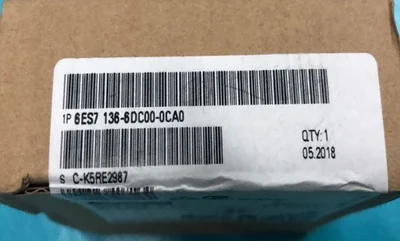 1P 6ES7 136-6DC00-0CA0
QTY:1
05.2018
S C-K5RE2987